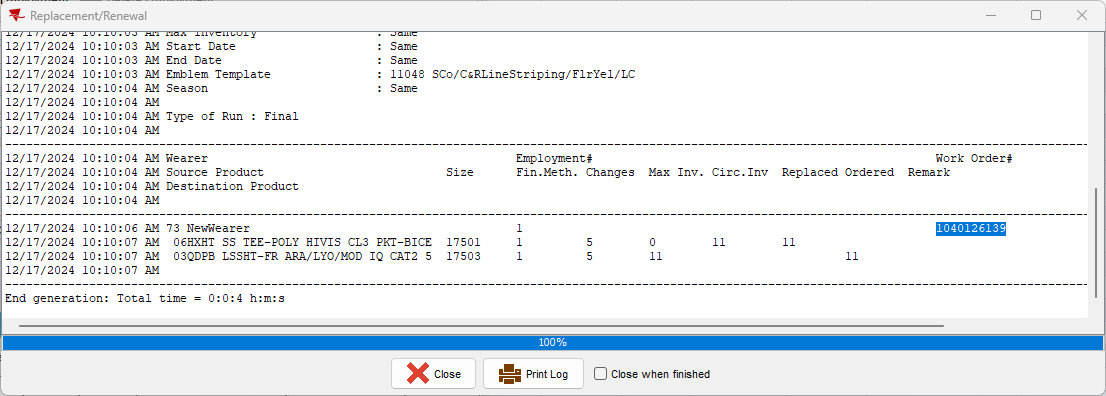 Replacement/Renewal
12/17/2024 10:10:03 AM Max Inventory : Same
12/17/2024 10:10:03 AM Start Date : Same
12/17/2024 10:10:03 AM End Date : Same
12/17/2024 10:10:03 AM Emblem Template : 11048 SCo/C&RLineStriping/FlrYel/LC
12/17/2024 10:10:04 AM Season : Same
12/17/2024 10:10:04 AM
12/17/2024 10:10:04 AM Type of Run : Final
12/17/2024 10:10:04 AM
12/17/2024 10:10:04 AM Wearer Employment# Work Order#
12/17/2024 10:10:04 AM Source Product Size Fin.Meth. Changes Max Inv. Circ.Inv Replaced Ordered Remark
12/17/2024 10:10:04 AM Destination Product
12/17/2024 10:10:04 AM
12/17/2024 10:10:06 AM 73 NewWearer 1 1040126139
12/17/2024 10:10:07 AM 06HXHT SS TEE-POLY HIVIS CL3 PKT-BICE 17501 1 5 0 11 11
12/17/2024 10:10:07 AM 03QDPB LSSHT-FR ARA/LYO/MOD IQ CAT2 5 17503 1 5 11 11
12/17/2024 10:10:07 AM
End generation: Total time = 0:0:4 h:m:s
100%
Close Print Log Close when finished